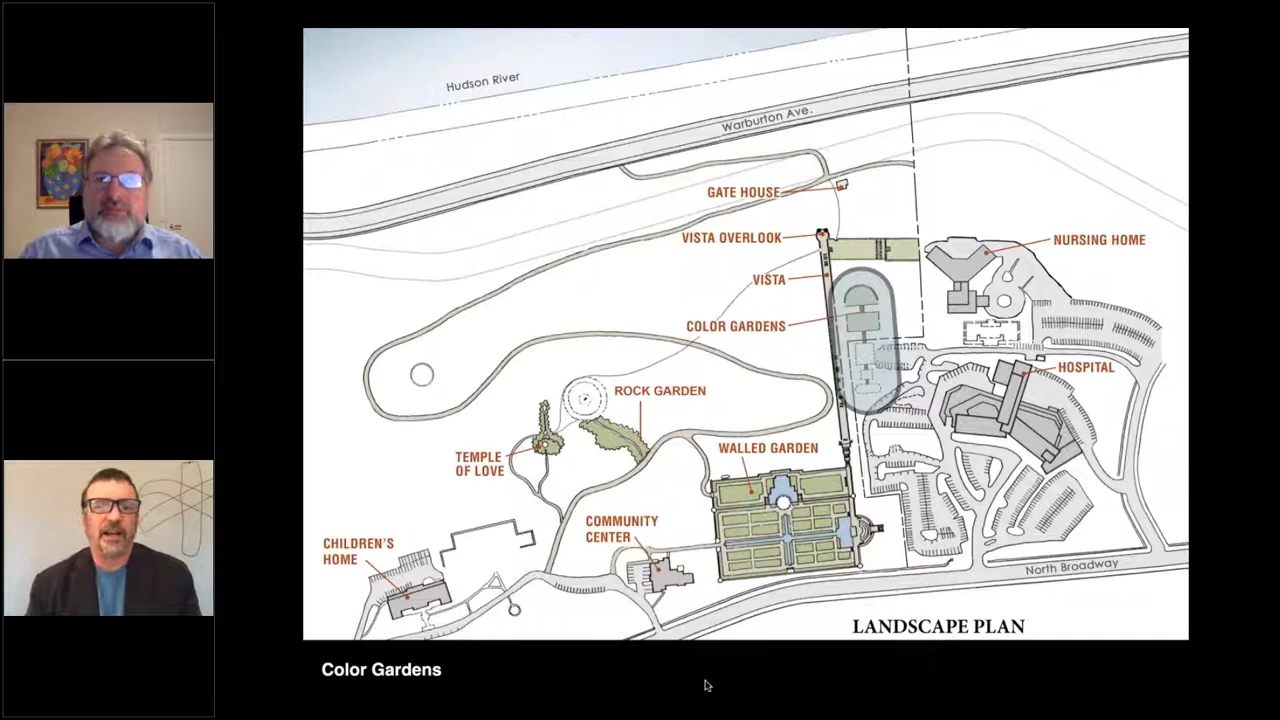 Hudson River
Warburton Ave.
GATE HOUSE
VISTA OVERLOOK
NURSING HOME
VISTA
COLOR GARDENS
HOSPITAL
ROCK GARDEN
WALLED GARDEN
TEMPLE
OF LOVE
COMMUNITY
CENTER
CHILDREN'S
HOME
North Broadway
LANDSCAPE PLAN
Color Gardens